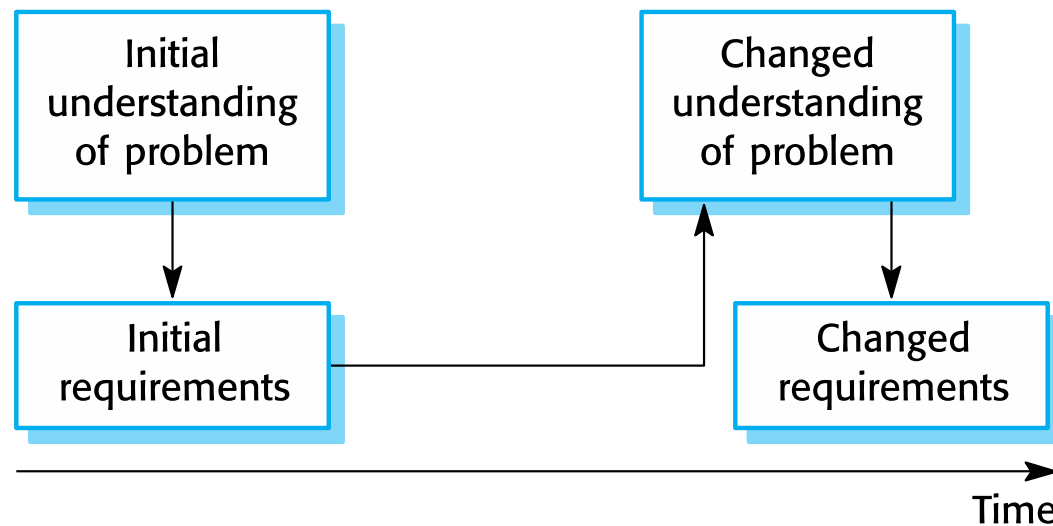 Initial
understanding
of problem
Changed
understanding
of problem
Initial
requirements
Changed
requirements
Time